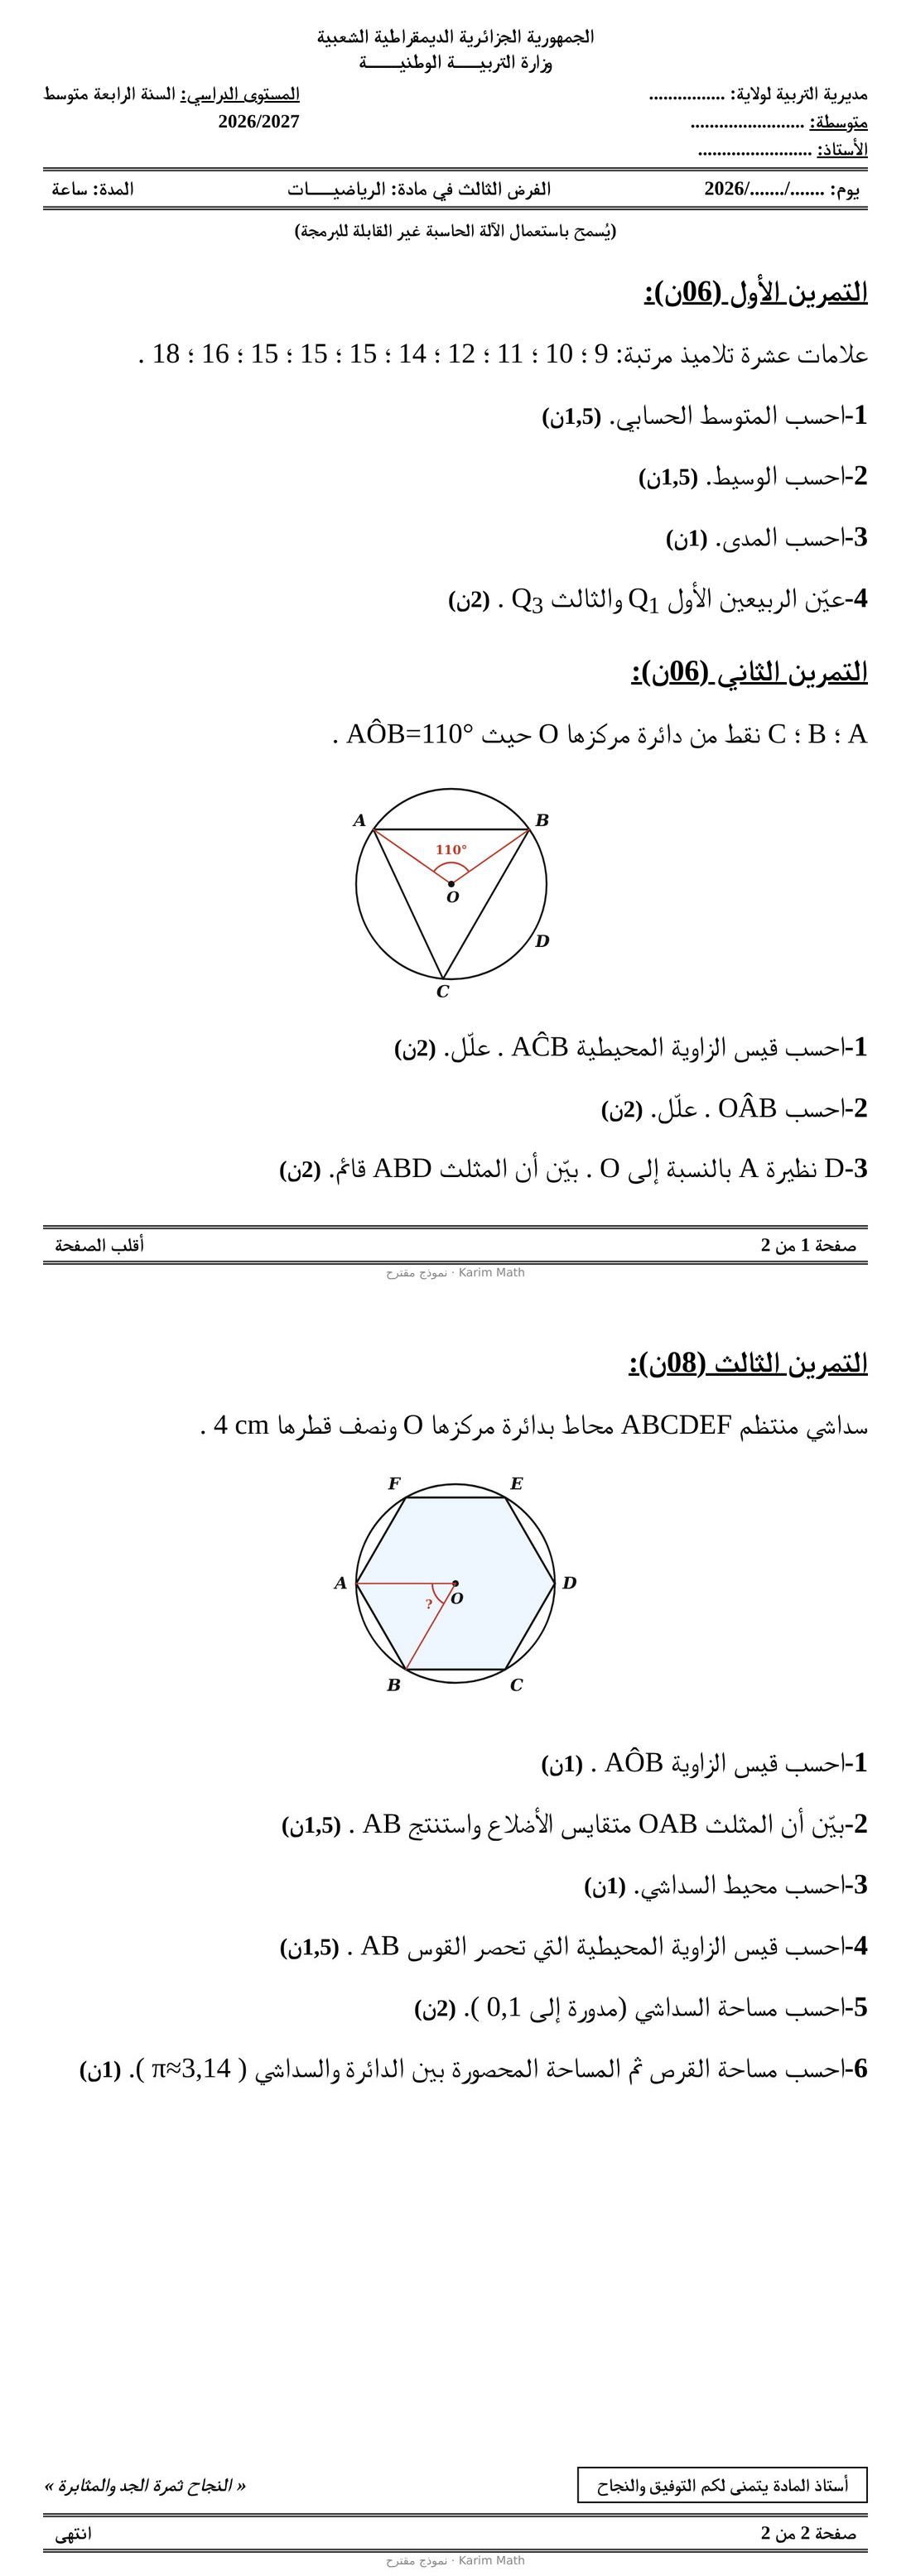 الجمهورية الجزائرية الديمقراطية الشعبية
وزارة التربيـــــة الوطنيـــــــة
مديرية التربية لولاية: ................
المستوى الدراسي: السنة الرابعة متوسط
متوسطة: ........................
2026/2027
الأستاذ: ........................
يوم: ......./......./2026
الفرض الثالث في مادة: الرياضيــــات
المدة: ساعة
(يُسمح باستعمال الآلة الحاسبة غير القابلة للبرمجة)
التمرين الأول (06ن):
علامات عشرة تلاميذ مرتبة: 9 ؛ 10 ؛ 11 ؛ 12 ؛ 14 ؛ 15 ؛ 15 ؛ 15 ؛ 16 ؛ 18 .
1-احسب المتوسط الحسابي. (1,5ن)
2-احسب الوسيط. (1,5ن)
3-احسب المدى. (1ن)
4-عيّن الربيعين الأول Q1 والثالث Q3 . (2ن)
التمرين الثاني (06ن):
A ؛ B ؛ C نقط من دائرة مركزها O حيث AÔB=110° .
A
B
110°
O
D
C
1-احسب قيس الزاوية المحيطية AĈB . علّل. (2ن)
2-احسب OÂB . علّل. (2ن)
3-D نظيرة A بالنسبة إلى O . بيّن أن المثلث ABD قائم. (2ن)
صفحة 1 من 2
أقلب الصفحة
نموذج مقترح · Karim Math
التمرين الثالث (08ن):
سداشي منتظم ABCDEF محاط بدائرة مركزها O ونصف قطرها 4 cm .
F
E
A
D
?
O
B
C
1-احسب قيس الزاوية AÔB . (1ن)
2-بيّن أن المثلث OAB متقايس الأضلاع واستنتج AB . (1,5ن)
3-احسب محيط السداشي. (1ن)
4-احسب قيس الزاوية المحيطية التي تحصر القوس AB . (1,5ن)
5-احسب مساحة السداشي (مدورة إلى 0,1 ). (2ن)
6-احسب مساحة القرص ثم المساحة المحصورة بين الدائرة والسداشي ( π≈3,14 ). (1ن)
أستاذ المادة يتمنى لكم التوفيق والنجاح
« النجاح ثمرة الجد والمثابرة »
صفحة 2 من 2
انتهى
نموذج مقترح · Karim Math